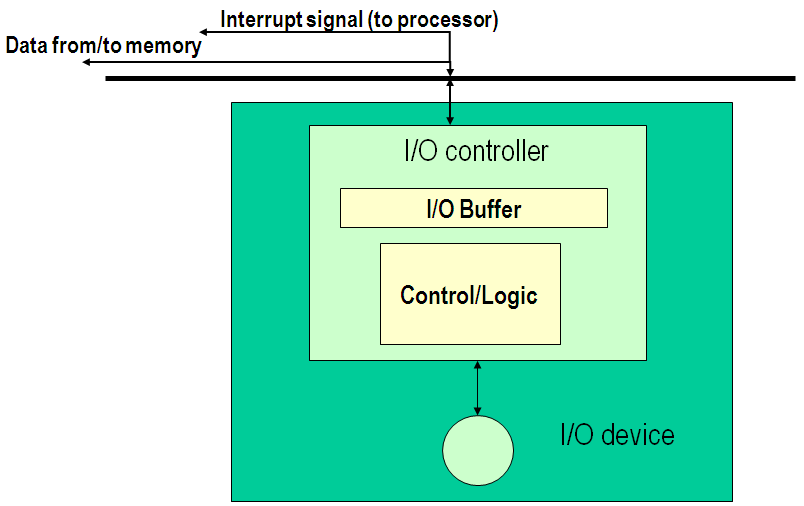 Interrupt signal (to processor)
Data from/to memory
I/O controller
I/O Buffer
Control/Logic
I/O device